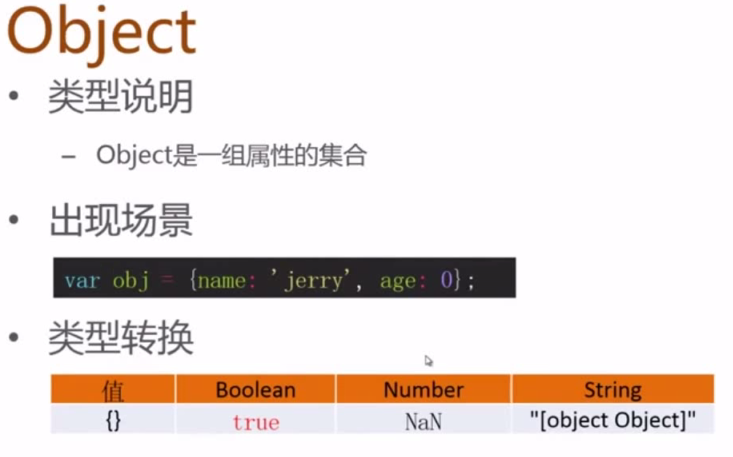 Object
• 类型说明
– Object是一组属性的集合
• 出现场景
var obj = {name: 'jerry', age: 0};
• 类型转换
值 Boolean Number String
{} true NaN "[object Object]"